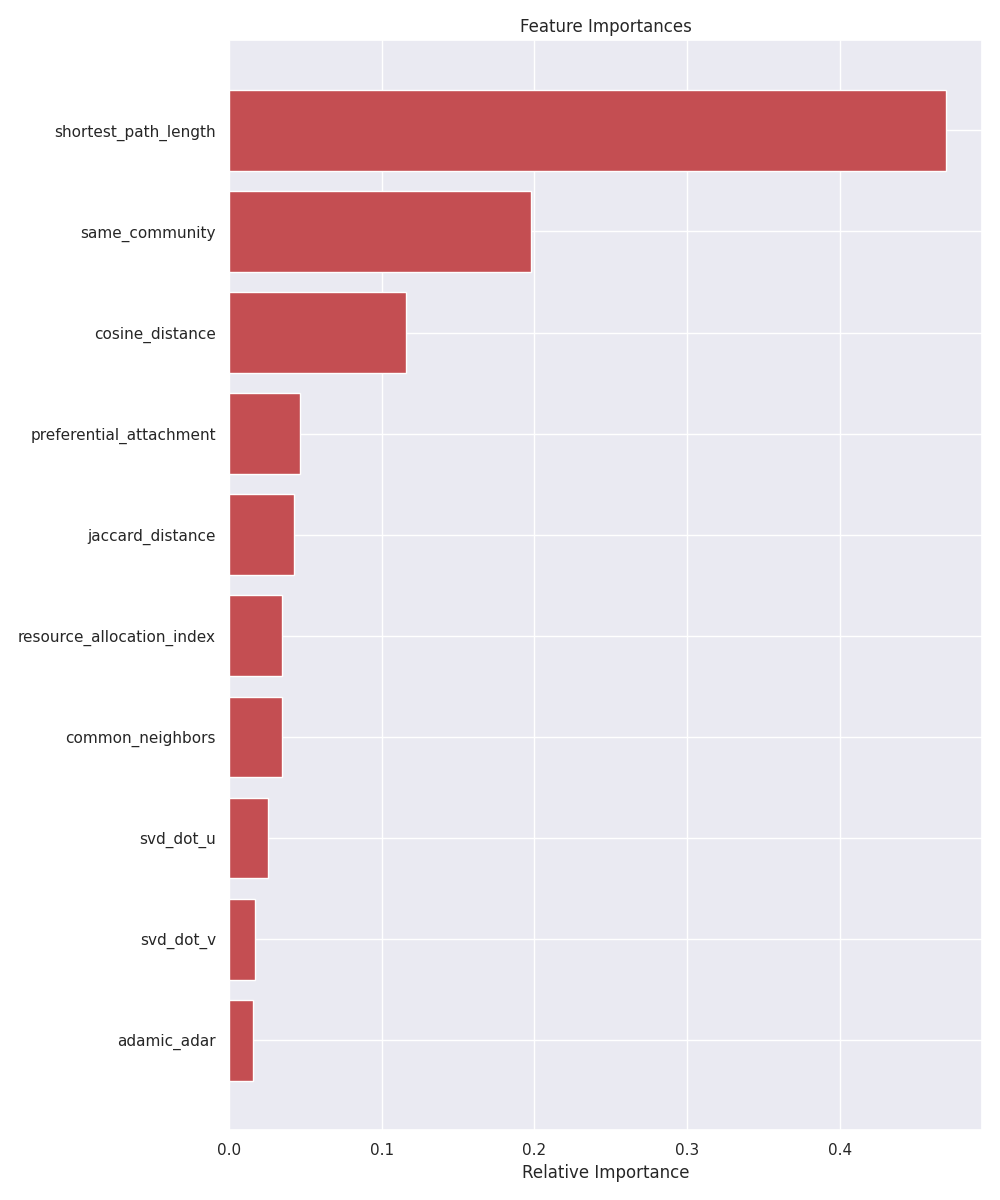 Feature Importances
shortest_path_length
same_community
cosine_distance
preferential_attachment
jaccard_distance
resource_allocation_index
common_neighbors
svd_dot_u
svd_dot_v
adamic_adar
0.0 0.1 0.2 0.3 0.4
Relative Importance